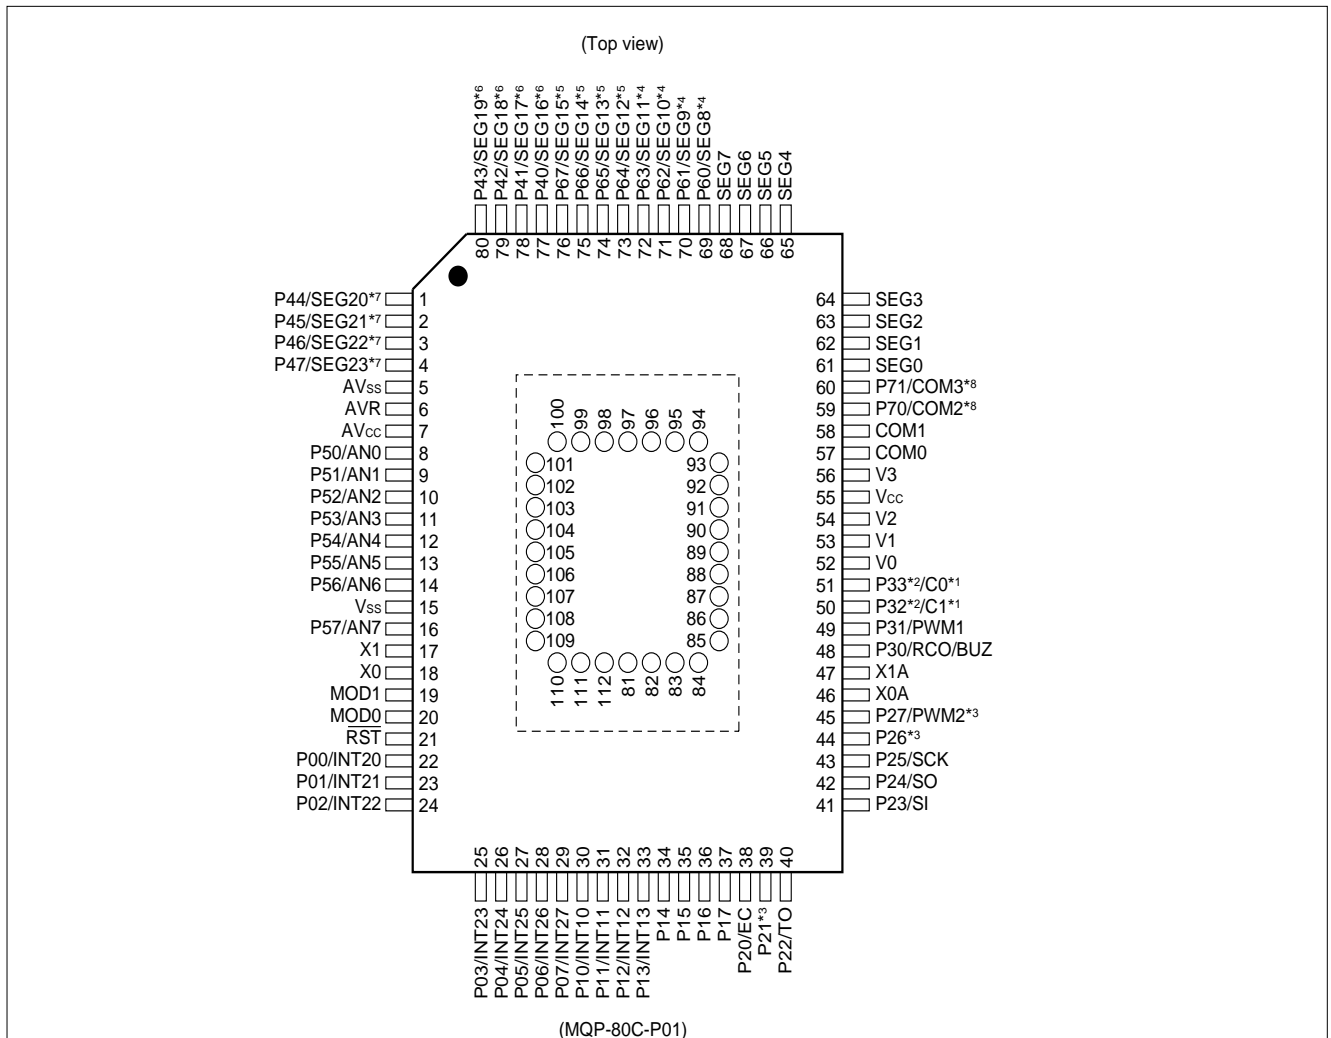 (Top view)
P43/SEG19*6
P42/SEG18*6
P41/SEG17*6
P40/SEG16*6
P67/SEG15*5
P66/SEG14*5
P65/SEG13*5
P64/SEG12*5
P63/SEG11*4
P62/SEG10*4
P61/SEG9*4
P60/SEG8*4
SEG7
SEG6
SEG5
SEG4
80 79 78 77 76 75 74 73 72 71 70 69 68 67 66 65
P44/SEG20*7 1
P45/SEG21*7 2
P46/SEG22*7 3
P47/SEG23*7 4
AVSS 5
AVR 6
AVCC 7
P50/AN0 8
P51/AN1 9
P52/AN2 10
P53/AN3 11
P54/AN4 12
P55/AN5 13
P56/AN6 14
VSS 15
P57/AN7 16
X1 17
X0 18
MOD1 19
MOD0 20
RST 21
P00/INT20 22
P01/INT21 23
P02/INT22 24
100 99 98 97 96 95 94
101 93
102 92
103 91
104 90
105 89
106 88
107 87
108 86
109 85
110 111 112 81 82 83 84
64 SEG3
63 SEG2
62 SEG1
61 SEG0
60 P71/COM3*8
59 P70/COM2*8
58 COM1
57 COM0
56 V3
55 VCC
54 V2
53 V1
52 V0
51 P33*2/C0*1
50 P32*2/C1*1
49 P31/PWM1
48 P30/RCO/BUZ
47 X1A
46 X0A
45 P27/PWM2*3
44 P26*3
43 P25/SCK
42 P24/SO
41 P23/SI
25 26 27 28 29 30 31 32 33 34 35 36 37 38 39 40
P03/INT23
P04/INT24
P05/INT25
P06/INT26
P07/INT27
P10/INT10
P11/INT11
P12/INT12
P13/INT13
P14
P15
P16
P17
P20/EC
P21*3
P22/TO
(MQP-80C-P01)